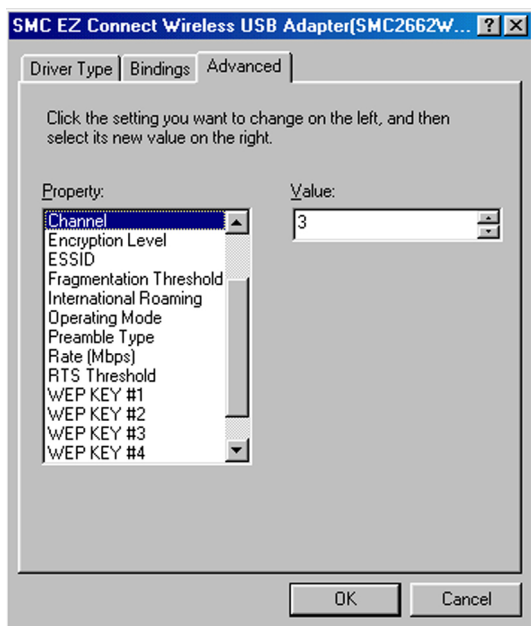 SMC EZ Connect Wireless USB Adapter(SMC2662W...
Driver Type
Bindings
Advanced
Click the setting you want to change on the left, and then
select its new value on the right.
Property:
Channel
Encryption Level
ESSID
Fragmentation Threshold
International Roaming
Operating Mode
Preamble Type
Rate (Mbps)
RTS Threshold
WEP KEY #1
WEP KEY #2
WEP KEY #3
WEP KEY #4
Value:
3
OK
Cancel